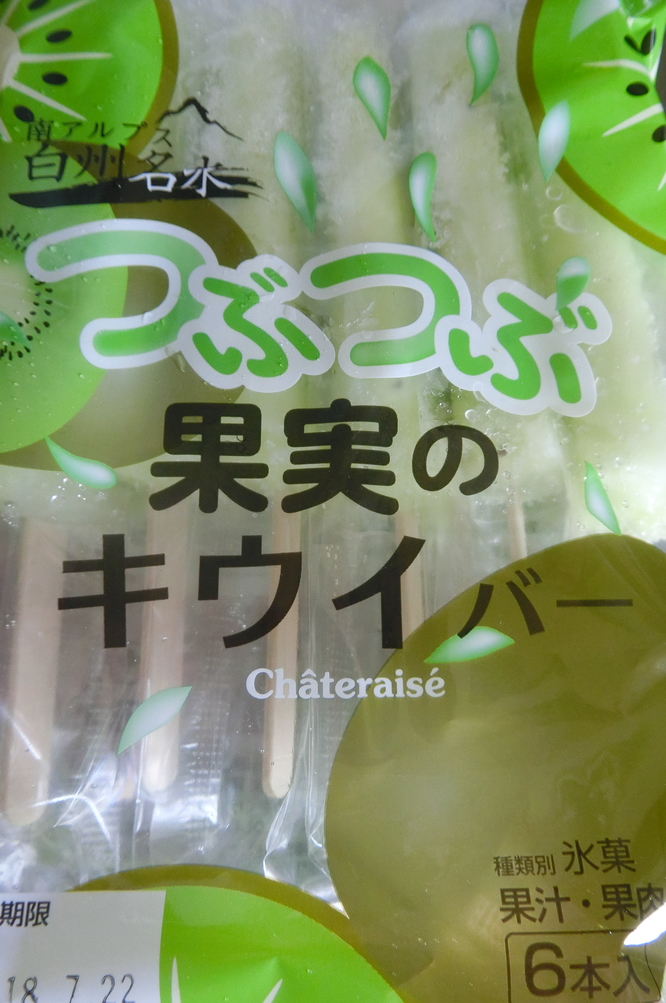 南アルプス
白州名水
つぶつぶ
果実の
キウイバー
Châteraisé
種類別 氷菓
果汁・果肉
6本入
期限
18. 7. 22